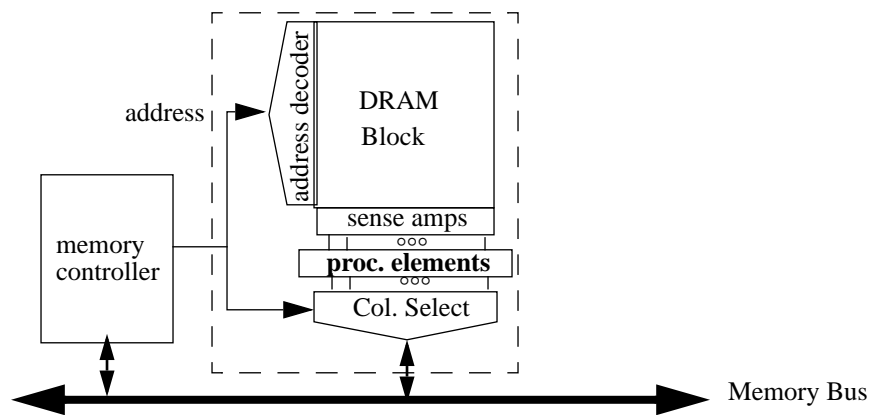 address decoder
DRAM
Block
address
sense amps
memory
controller
proc. elements
Col. Select
Memory Bus